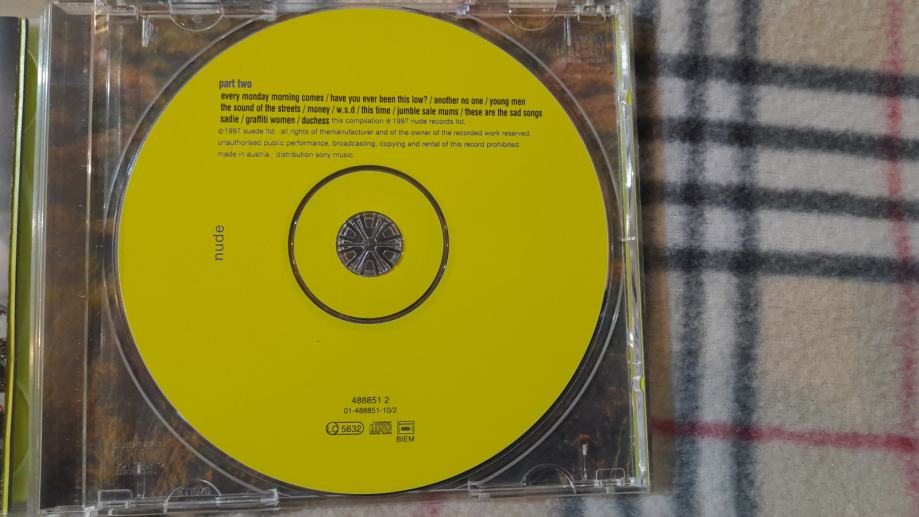 part two
every monday morning comes / have you ever been this low? / another no one / young men
the sound of the streets / money / w.s.d / this time / jumble sale mums / these are the sad songs
sadie / graffiti women / duchess this compilation ℗ 1997 nude records ltd.
©1997 suede ltd. all rights of themanufacturer and of the owner of the recorded work reserved.
unauthorised public performance, broadcasting, copying and rental of this record prohibited.
made in austria. distribution sony music.
nude
488851 2
01-488851-10/2
LC 5632
BIEM